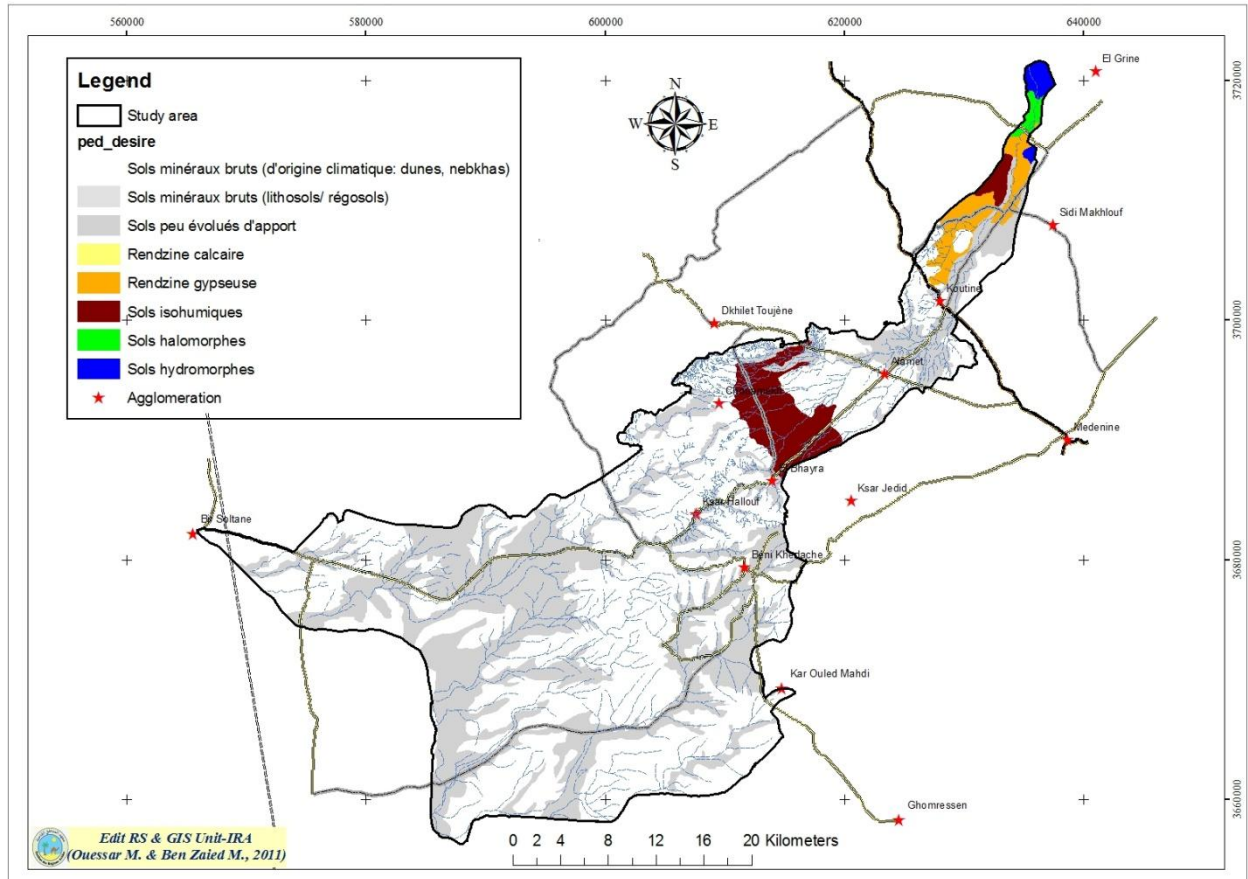 560000
580000
600000
620000
640000
Legend
Study area
ped_desire
Sols minéraux bruts (d'origine climatique: dunes, nebkhas)
Sols minéraux bruts (lithosols/ régosols)
Sols peu évolués d'apport
Rendzine calcaire
Rendzine gypseuse
Sols isohumiques
Sols halomorphes
Sols hydromorphes
Agglomeration
N
W
E
S
El Grine
3720000
Sidi Makhlouf
Koutine
Dkhilet Toujène
3700000
Alamet
Medenine
Bhayra
Ksar Jedid
Ksar Hallouf
Bir Soltane
Béni Khedache
3680000
Kar Ouled Mahdi
3660000
Ghomressen
Edit RS & GIS Unit-IRA
(Ouessar M. & Ben Zaied M., 2011)
0 2 4 8 12 16 20 Kilometers